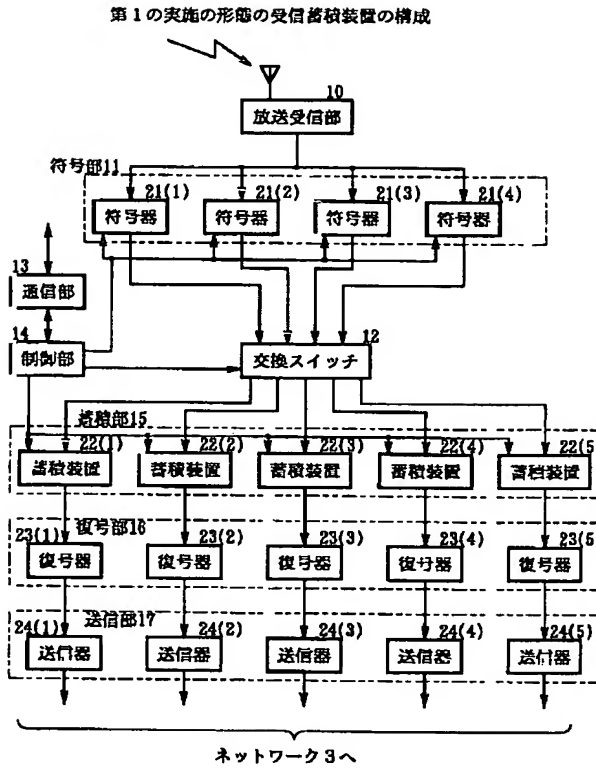 第1の実施の形態の受信蓄積装置の構成
10
放送受信部
符号部11
21(1) 21(2) 21(3) 21(4)
符号器 符号器 符号器 符号器
13
通信部
14
制御部
12
交換スイッチ
蓄積部15
22(1) 22(2) 22(3) 22(4) 22(5
蓄積装置 蓄積装置 蓄積装置 蓄積装置 蓄積装置
復号部16
23(1) 23(2) 23(3) 23(4) 23(5
復号器 復号器 復号器 復号器 復号器
送信部17
24(1) 24(2) 24(3) 24(4) 24(5)
送信器 送信器 送信器 送信器 送信器
ネットワーク3へ